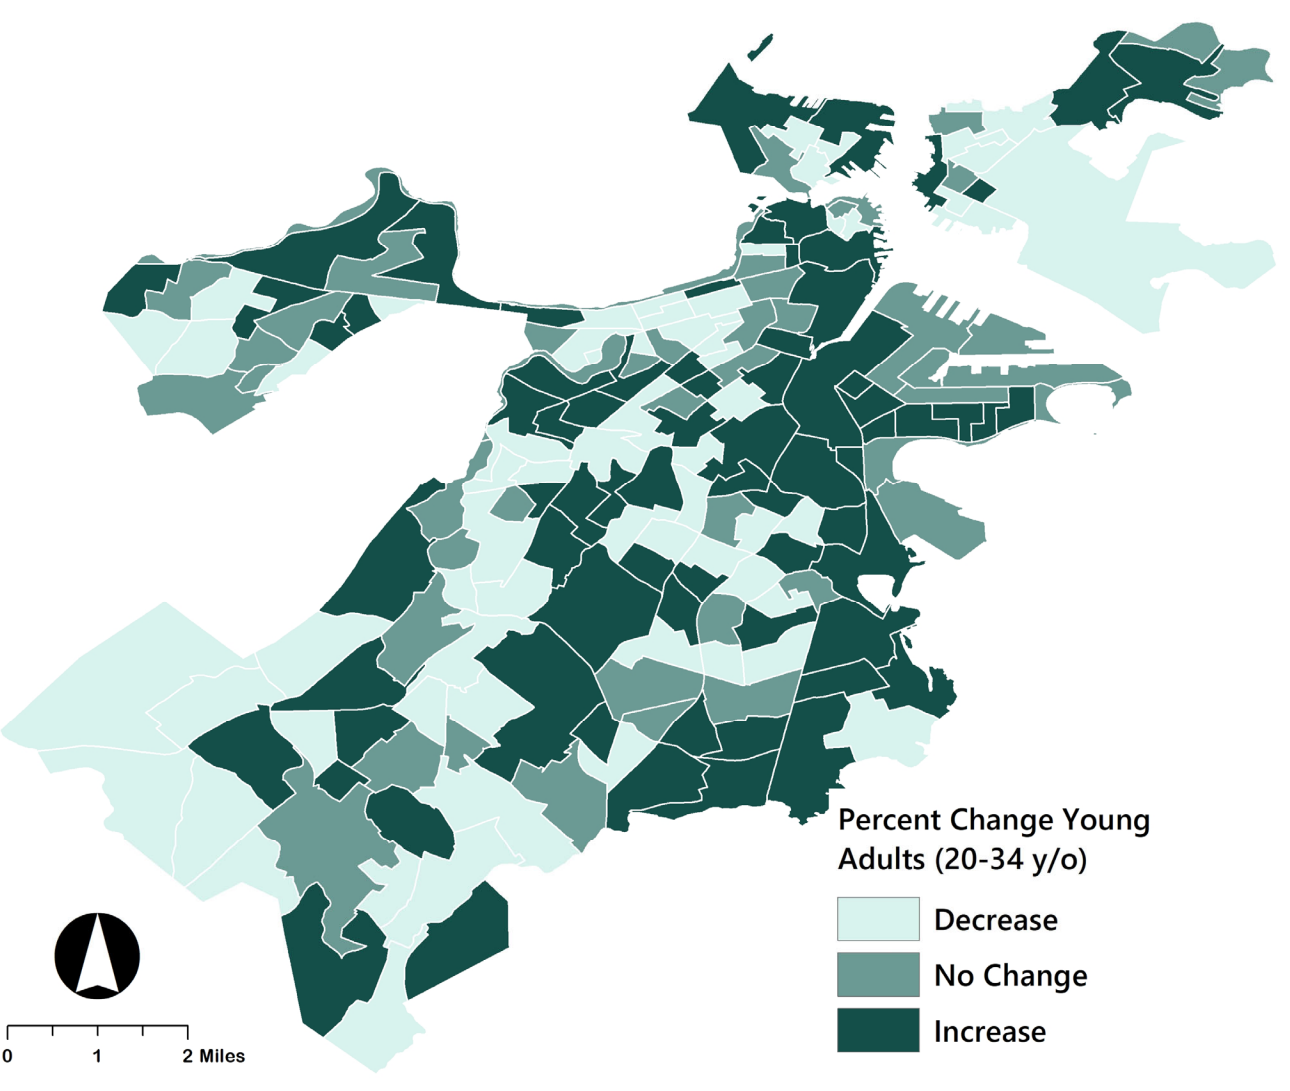 Percent Change Young
Adults (20-34 y/o)
Decrease
No Change
Increase
0 1 2 Miles